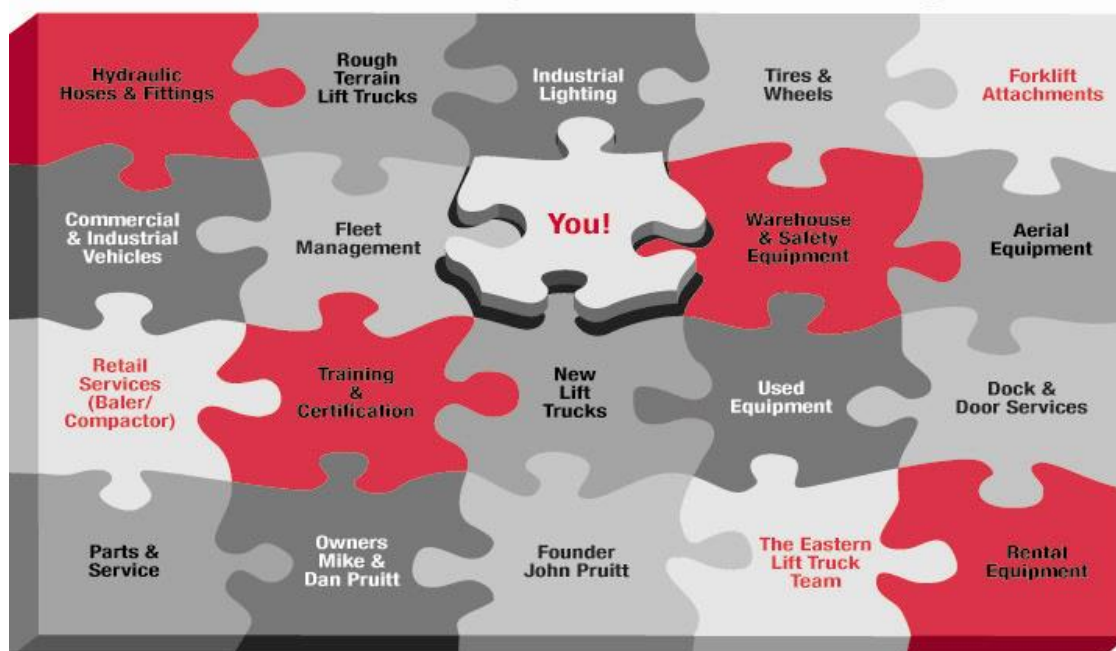 Hydraulic
Hoses & Fittings
Rough
Terrain
Lift Trucks
Industrial
Lighting
Tires &
Wheels
Forklift
Attachments
Commercial
& Industrial
Vehicles
Fleet
Management
You!
Warehouse
& Safety
Equipment
Aerial
Equipment
Retail
Services
(Baler/
Compactor)
Training
&
Certification
New
Lift
Trucks
Used
Equipment
Dock &
Door Services
Parts &
Service
Owners
Mike &
Dan Pruitt
Founder
John Pruitt
The Eastern
Lift Truck
Team
Rental
Equipment